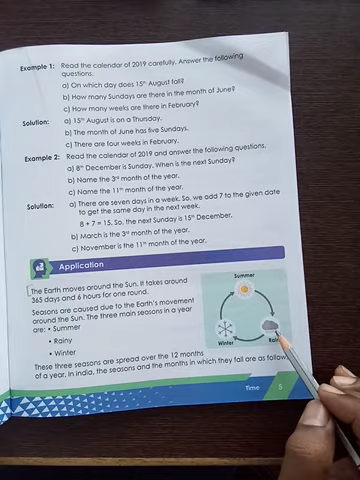 Example 1: Read the calendar of 2019 carefully. Answer the following
questions.
a) On which day does 15th August fall?
b) How many Sundays are there in the month of June?
c) How many weeks are there in February?
Solution: a) 15th August is on a Thursday.
b) The month of June has five Sundays.
c) There are four weeks in February.
Example 2: Read the calendar of 2019 and answer the following questions.
a) 8th December is Sunday. When is the next Sunday?
b) Name the 3rd month of the year.
c) Name the 11th month of the year.
Solution: a) There are seven days in a week. So, we add 7 to the given date
to get the same day in the next week.
8 + 7 = 15. So, the next Sunday is 15th December.
b) March is the 3rd month of the year.
c) November is the 11th month of the year.
Application
The Earth moves around the Sun. It takes around
365 days and 6 hours for one round.
Seasons are caused due to the Earth's movement
around the Sun. The three main seasons in a year
are: • Summer
• Rainy
• Winter
Summer
Winter
These three seasons are spread over the 12 months
of a year. In India, the seasons and the months in which they fall are as follows
Time 5